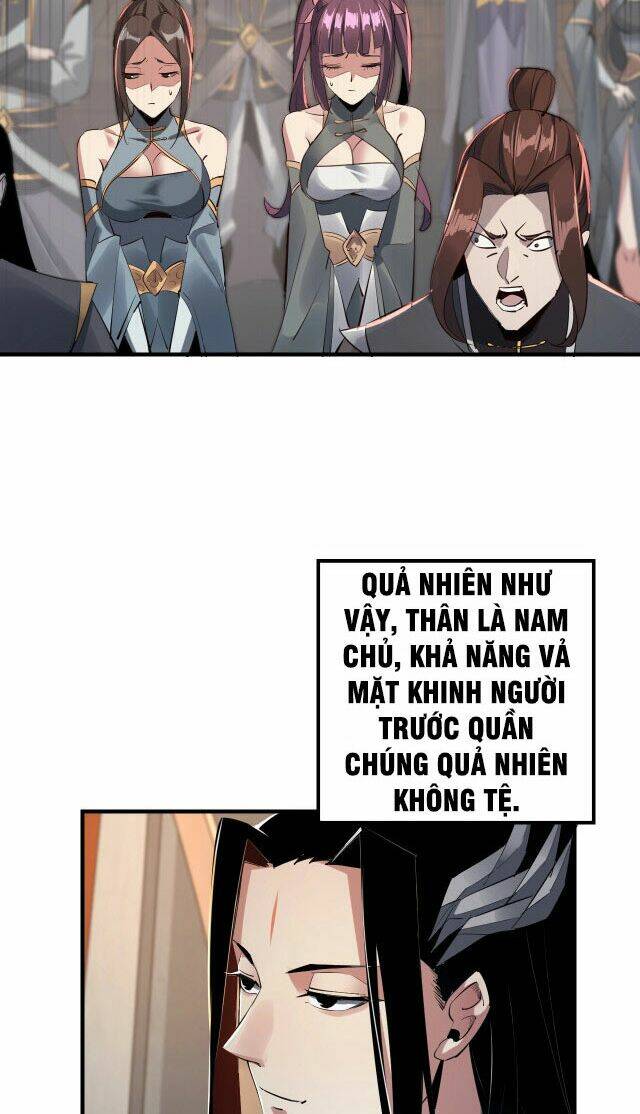 QUẢ NHIÊN NHƯ
VẬY, THÂN LÀ NAM
CHỦ, KHẢ NĂNG VẢ
MẶT KHINH NGƯỜI
TRƯỚC QUẦN
CHÚNG QUẢ NHIÊN
KHÔNG TỆ.